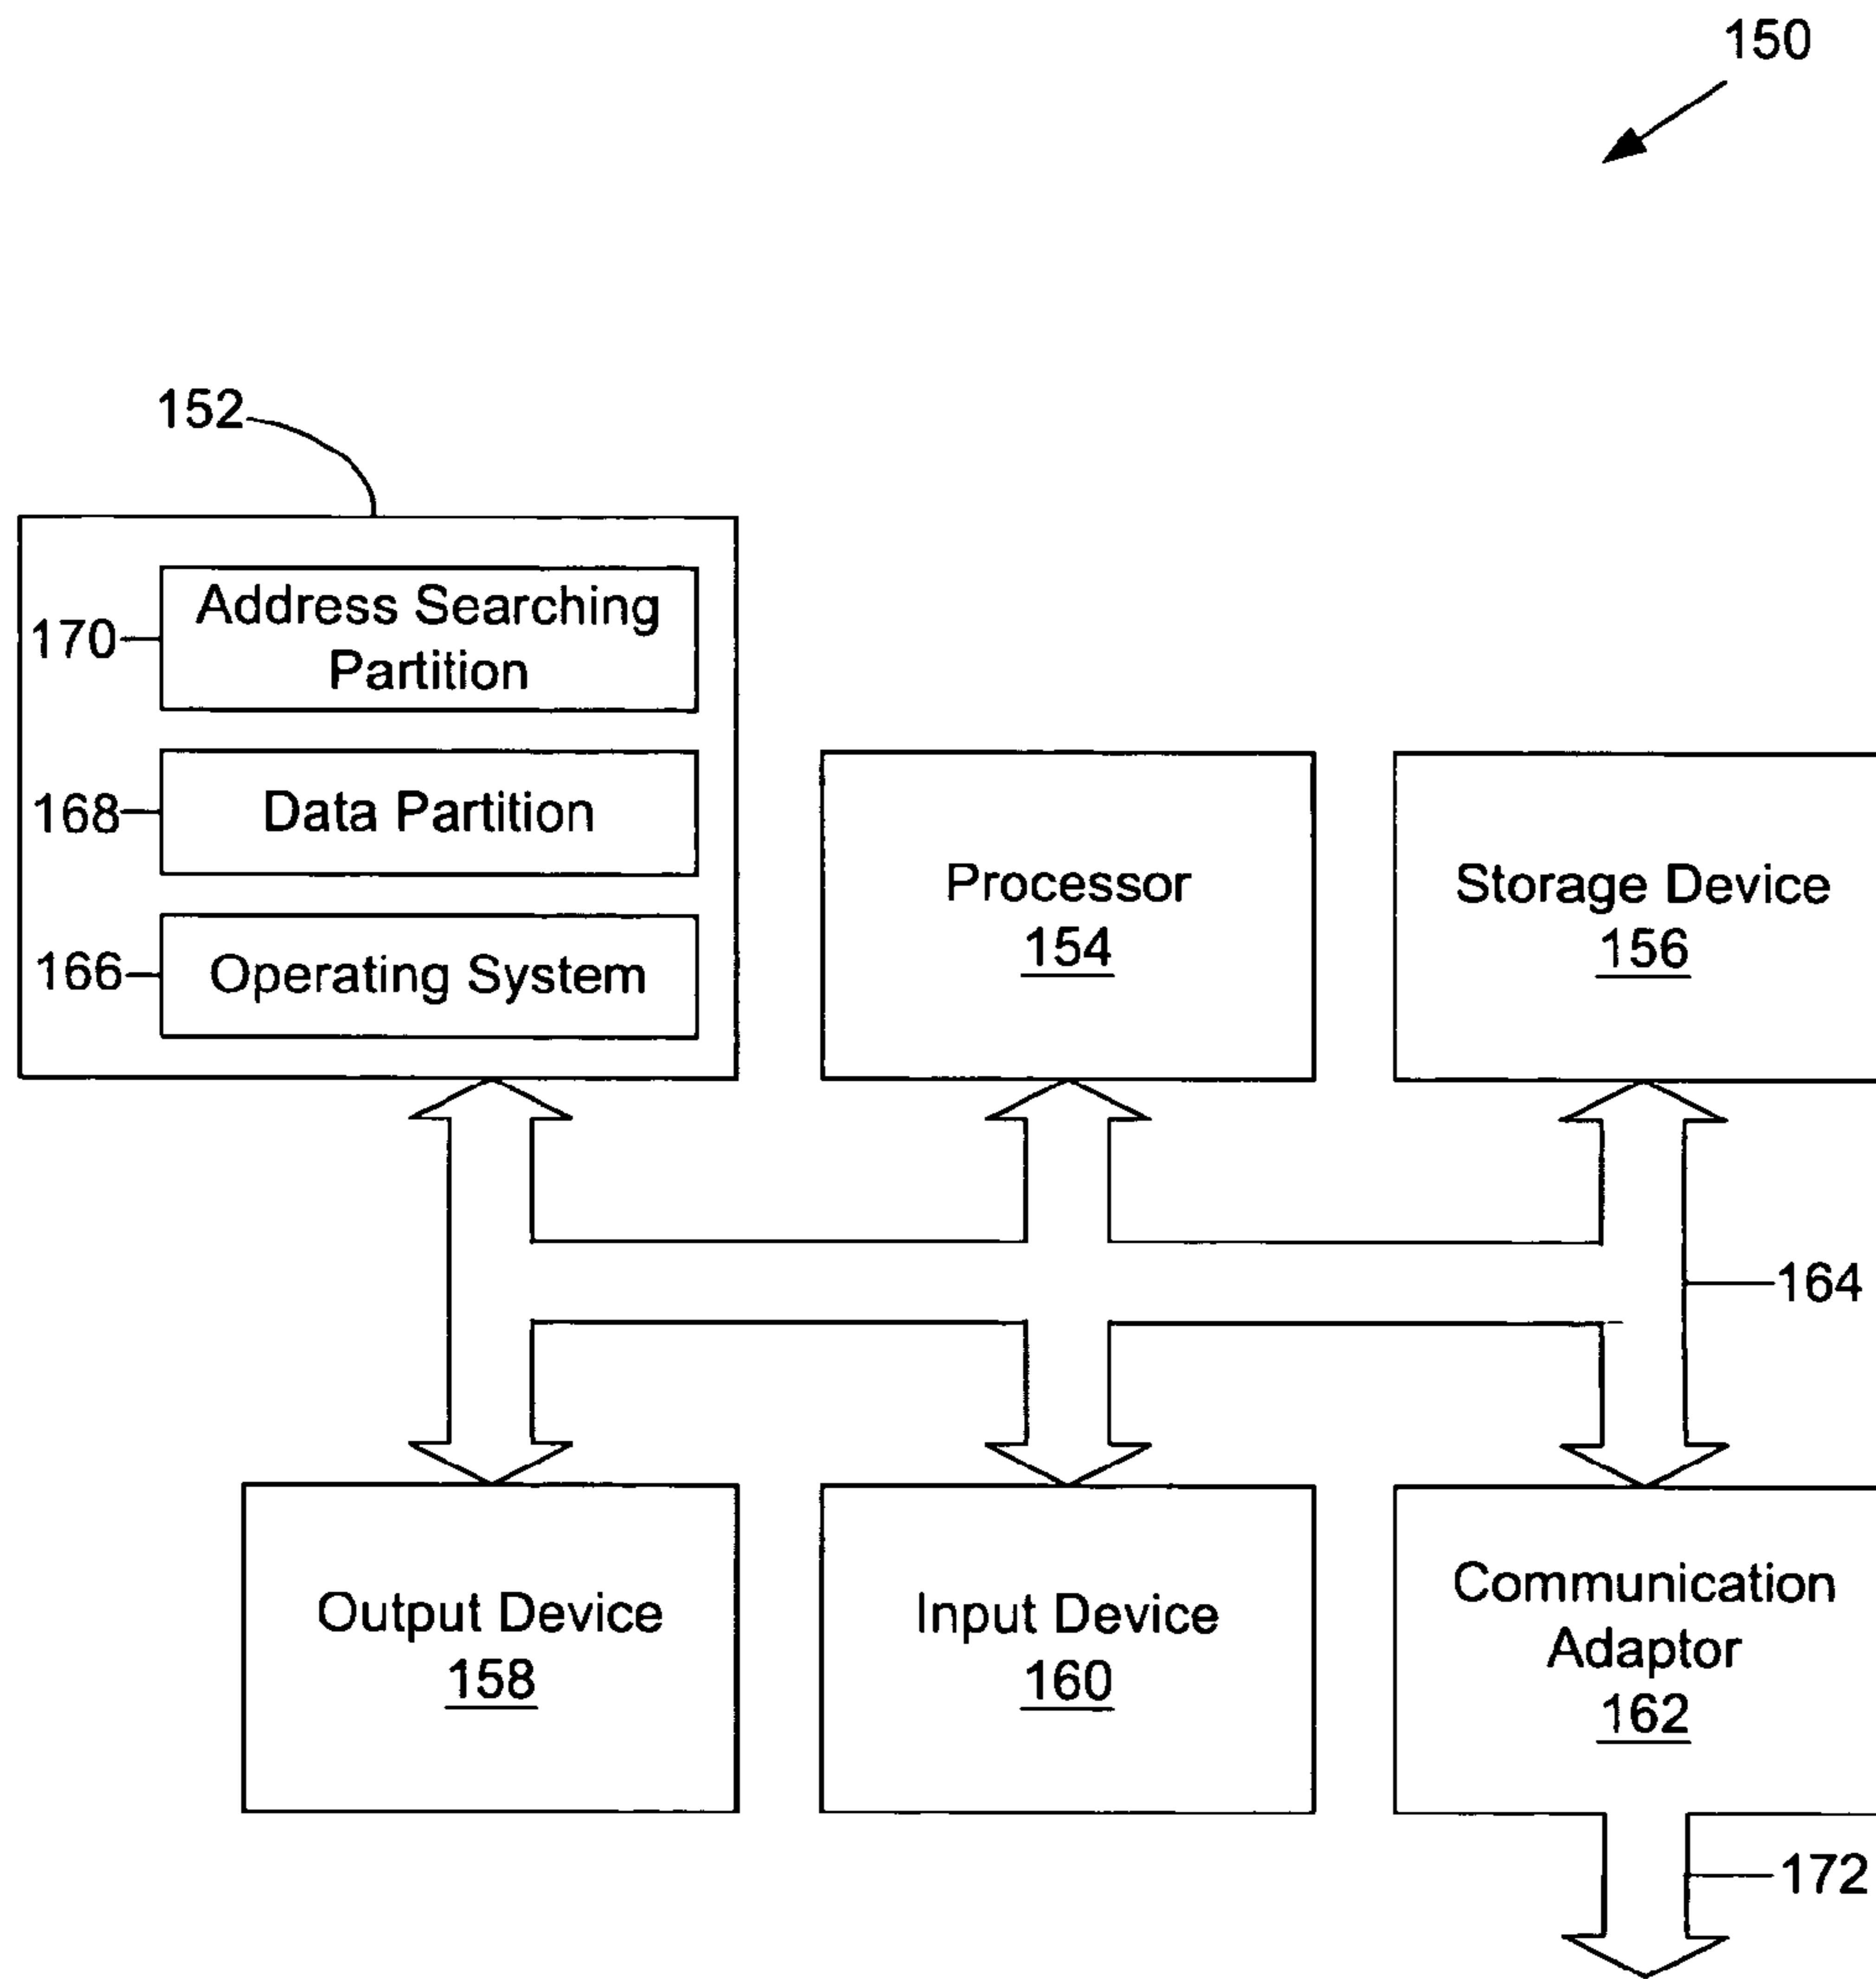 150
152
170
Address Searching
Partition
168
Data Partition
166
Operating System
Processor
154
Storage Device
156
164
Output Device
158
Input Device
160
Communication
Adaptor
162
172